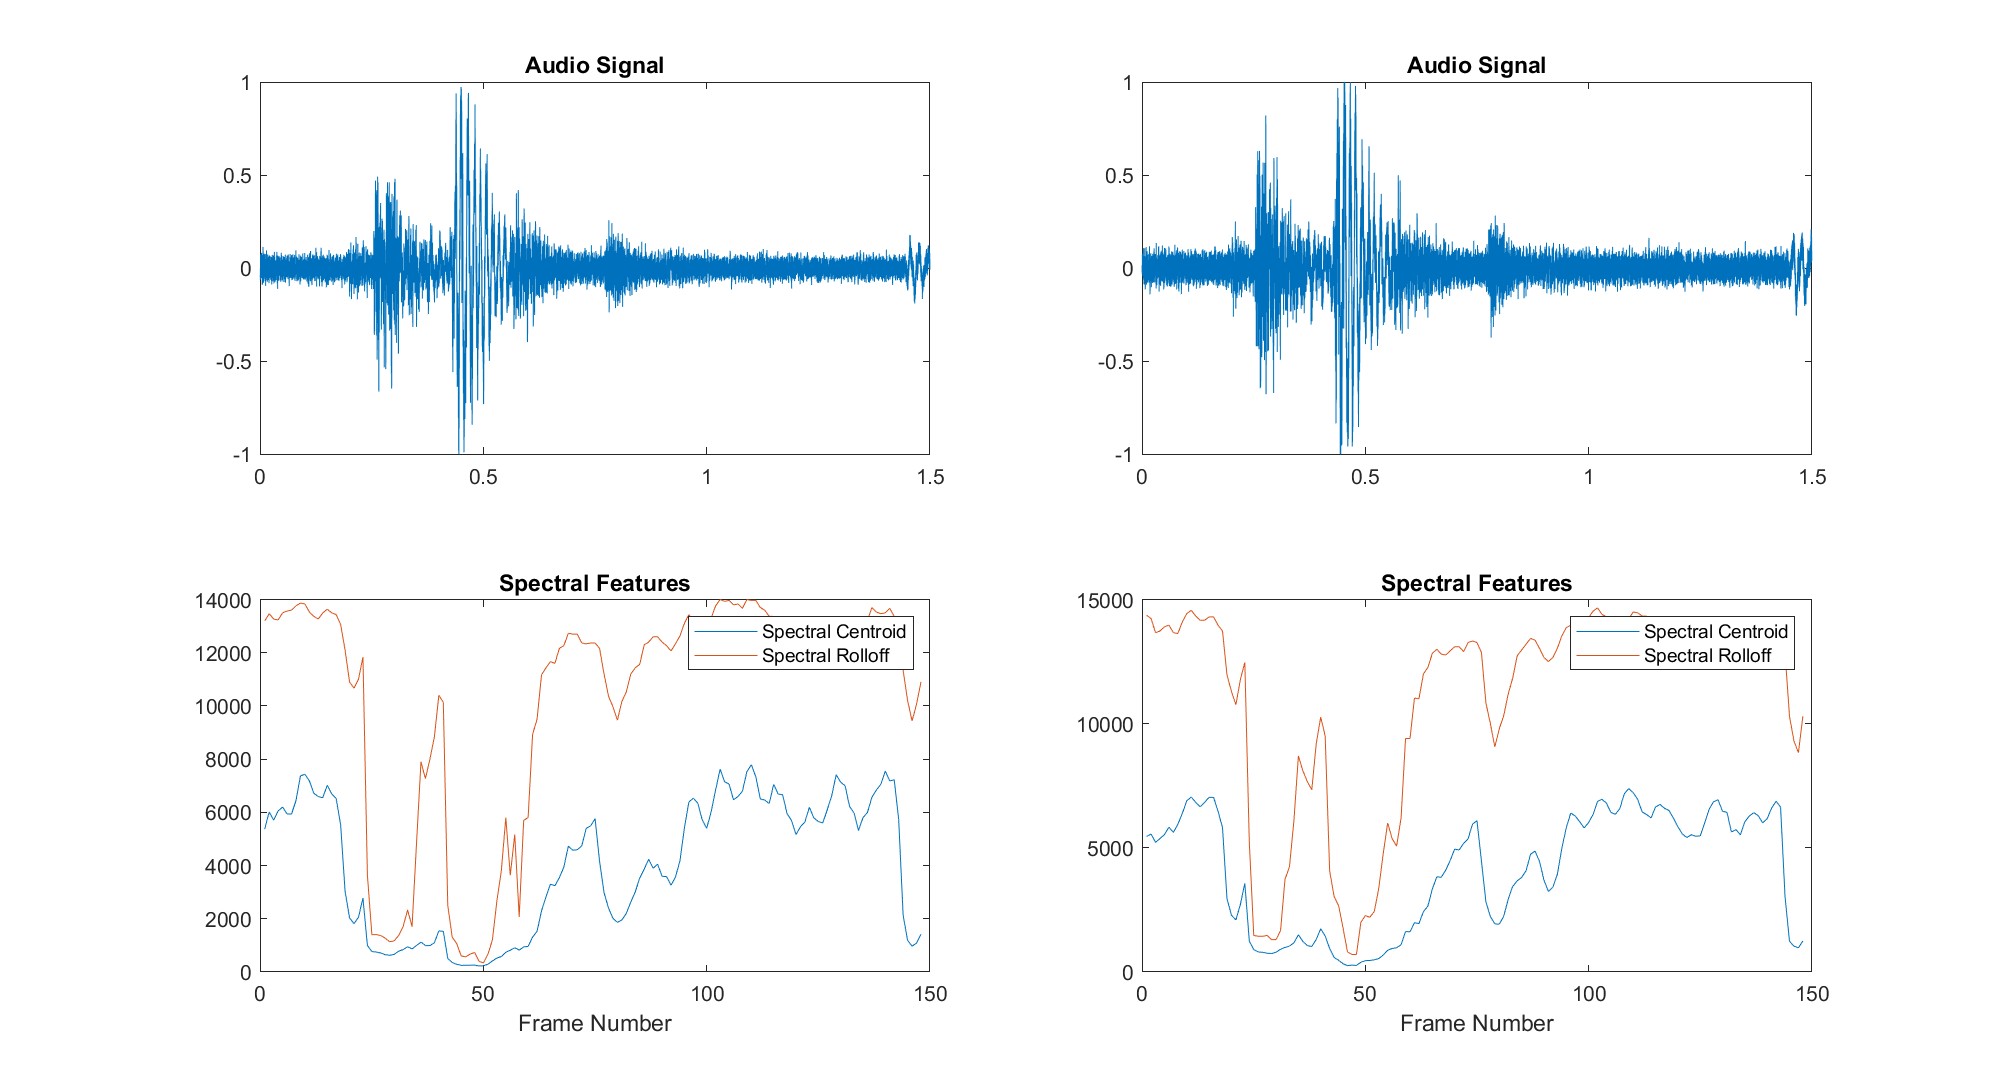 Audio Signal
1
0.5
0
-0.5
-1
0 0.5 1 1.5
Audio Signal
1
0.5
0
-0.5
-1
0 0.5 1 1.5
Spectral Features
14000
12000
10000
8000
6000
4000
2000
0
Spectral Centroid
Spectral Rolloff
0 50 100 150
Frame Number
Spectral Features
15000
10000
5000
0
Spectral Centroid
Spectral Rolloff
0 50 100 150
Frame Number